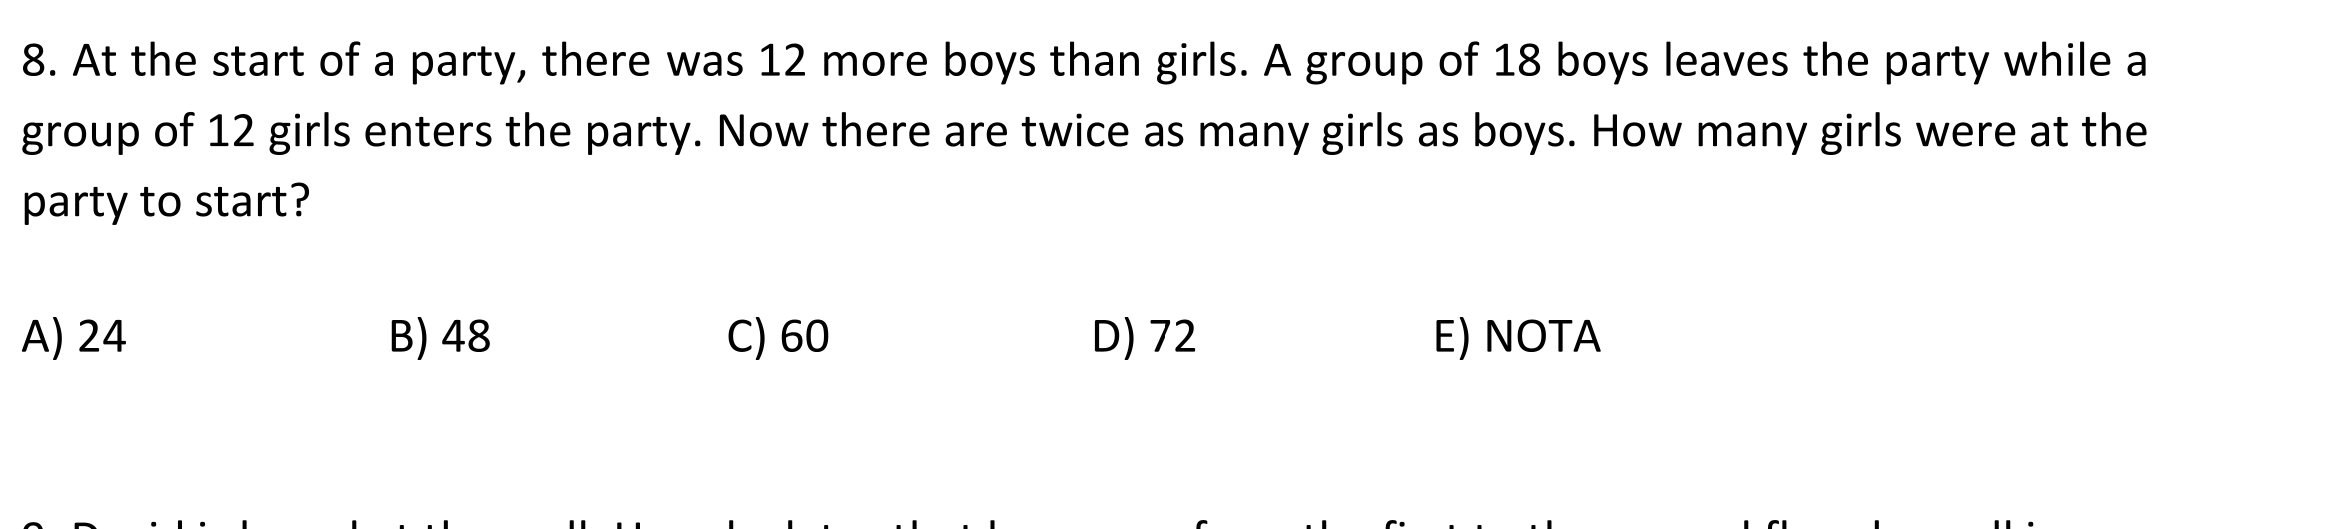 8. At the start of a party, there was 12 more boys than girls. A group of 18 boys leaves the party while a
group of 12 girls enters the party. Now there are twice as many girls as boys. How many girls were at the
party to start?
A) 24 B) 48 C) 60 D) 72 E) NOTA